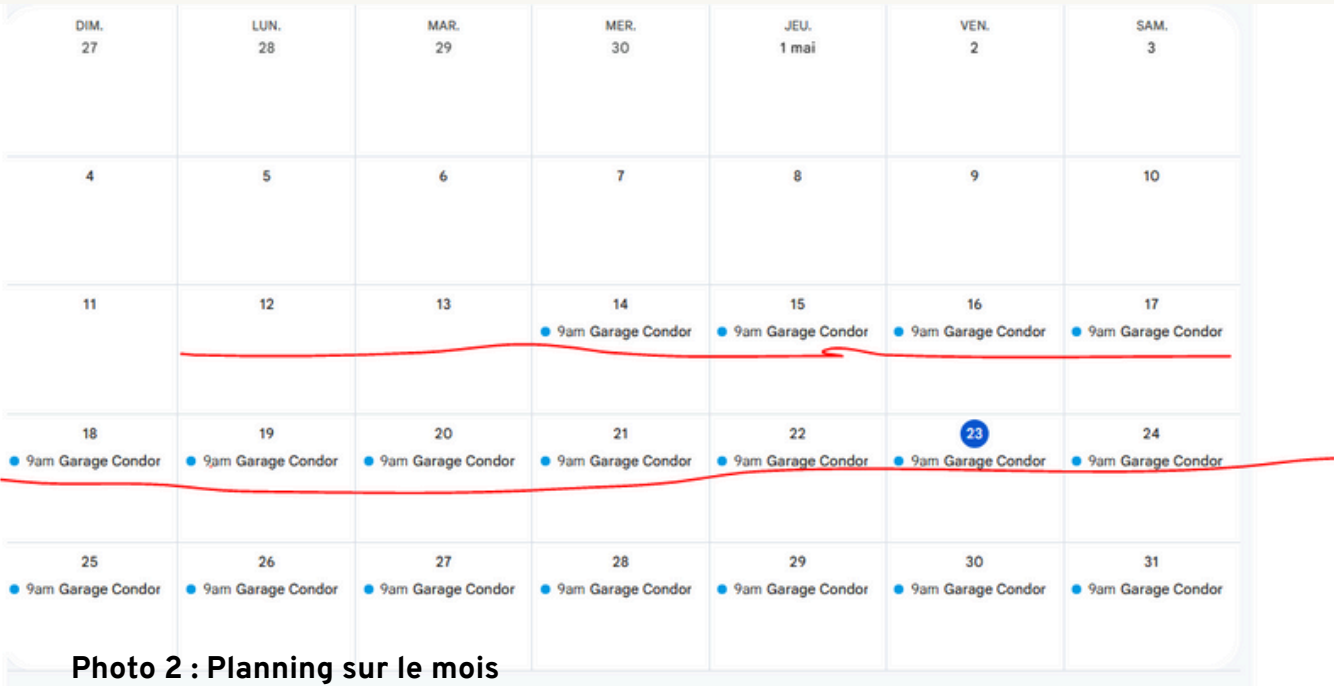 DIM. LUN. MAR. MER. JEU. VEN. SAM.
27 28 29 30 1 mai 2 3
4 5 6 7 8 9 10
11 12 13 14 15 16 17
9am Garage Condor 9am Garage Condor 9am Garage Condor 9am Garage Condor
18 19 20 21 22 23 24
9am Garage Condor 9am Garage Condor 9am Garage Condor 9am Garage Condor 9am Garage Condor 9am Garage Condor 9am Garage Condor
25 26 27 28 29 30 31
9am Garage Condor 9am Garage Condor 9am Garage Condor 9am Garage Condor 9am Garage Condor 9am Garage Condor 9am Garage Condor
Photo 2 : Planning sur le mois